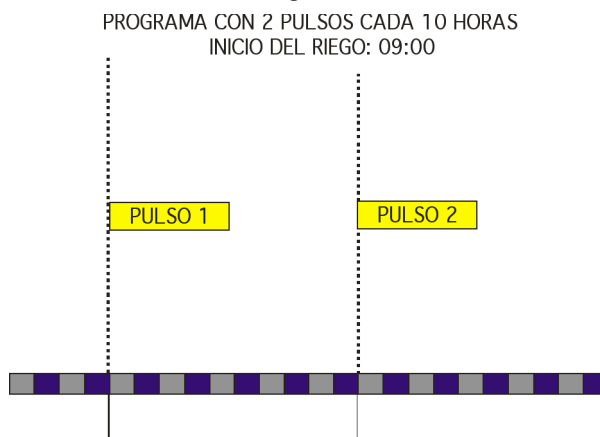 PROGRAMA CON 2 PULSOS CADA 10 HORAS
INICIO DEL RIEGO: 09:00
PULSO 1
PULSO 2